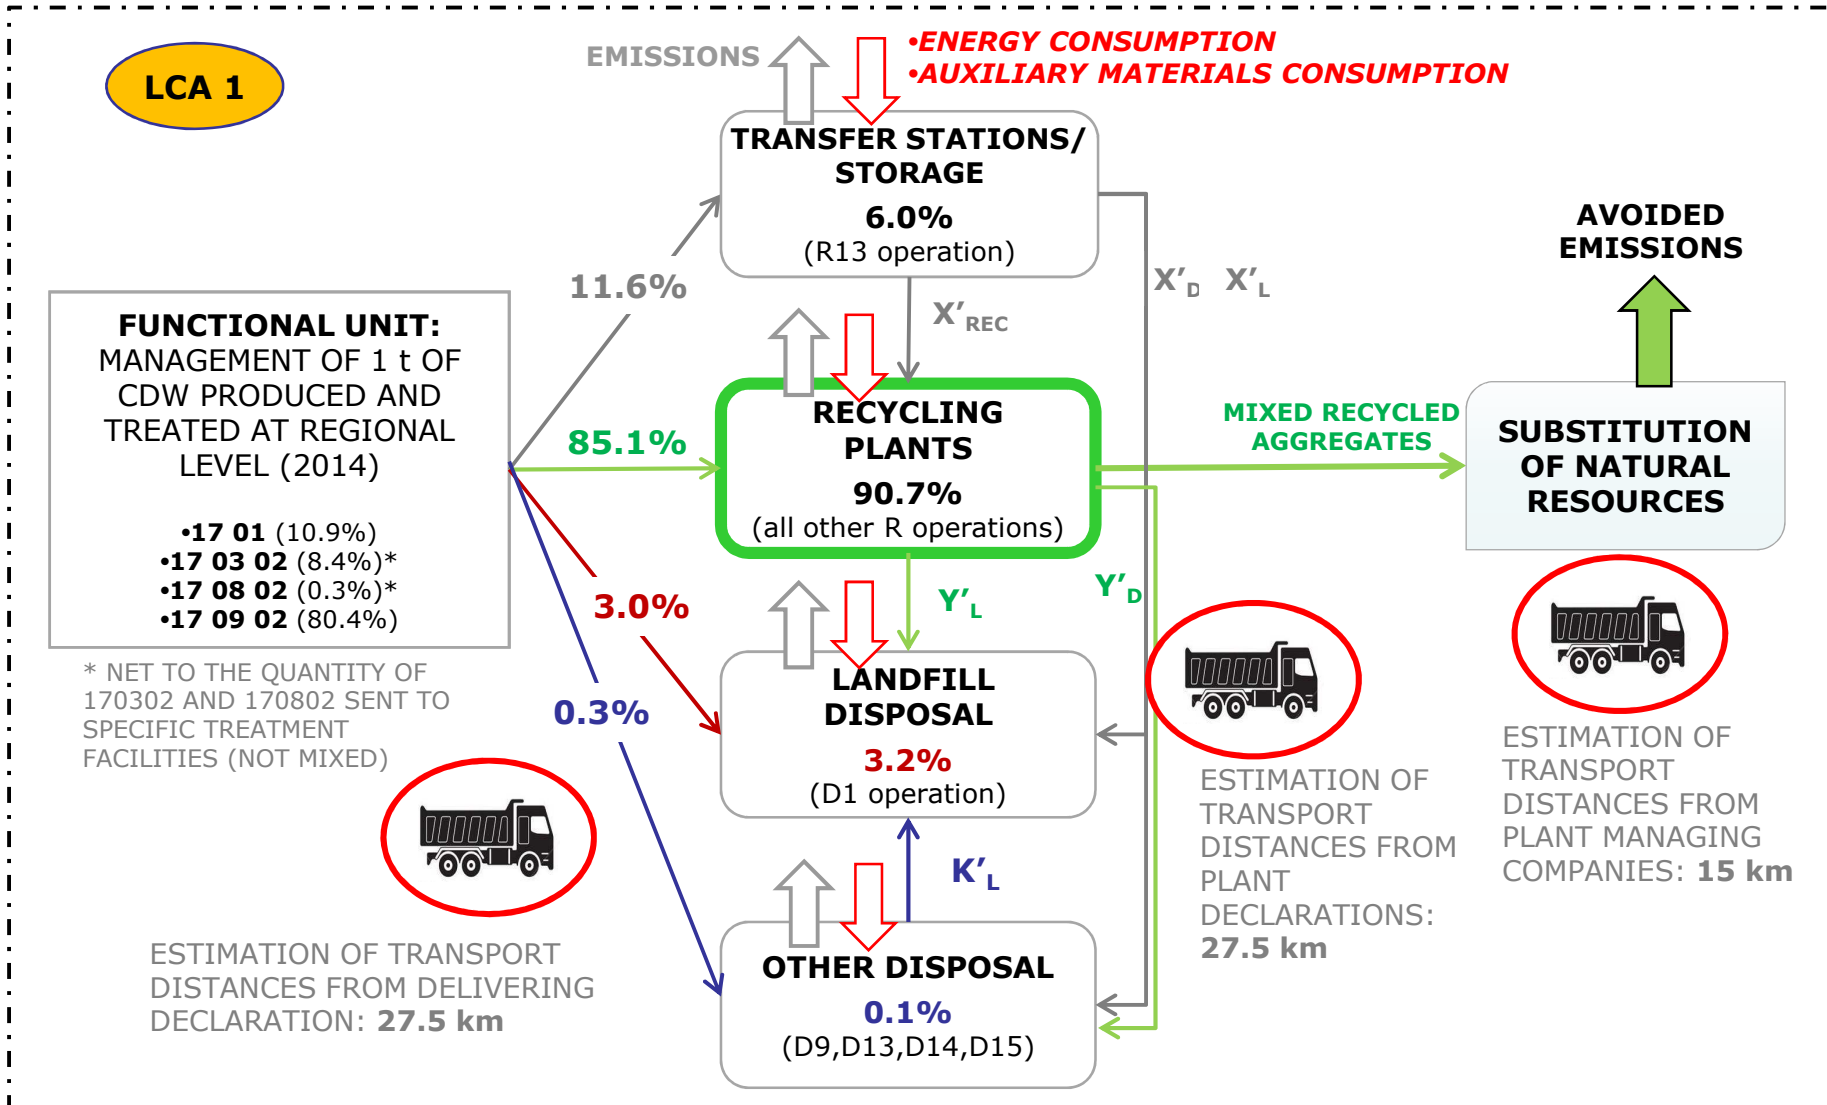 LCA 1
EMISSIONS
•ENERGY CONSUMPTION
•AUXILIARY MATERIALS CONSUMPTION
TRANSFER STATIONS/
STORAGE
6.0%
(R13 operation)
AVOIDED
EMISSIONS
11.6%
X'REC
X'D X'L
FUNCTIONAL UNIT:
MANAGEMENT OF 1 t OF
CDW PRODUCED AND
TREATED AT REGIONAL
LEVEL (2014)
•17 01 (10.9%)
•17 03 02 (8.4%)*
•17 08 02 (0.3%)*
•17 09 02 (80.4%)
* NET TO THE QUANTITY OF
170302 AND 170802 SENT TO
SPECIFIC TREATMENT
FACILITIES (NOT MIXED)
85.1%
RECYCLING
PLANTS
90.7%
(all other R operations)
MIXED RECYCLED
AGGREGATES
SUBSTITUTION
OF NATURAL
RESOURCES
3.0%
Y'L
Y'D
0.3%
LANDFILL
DISPOSAL
3.2%
(D1 operation)
K'L
OTHER DISPOSAL
0.1%
(D9,D13,D14,D15)
ESTIMATION OF TRANSPORT
DISTANCES FROM DELIVERING
DECLARATION: 27.5 km
ESTIMATION OF
TRANSPORT
DISTANCES FROM
PLANT
DECLARATIONS:
27.5 km
ESTIMATION OF
TRANSPORT
DISTANCES FROM
PLANT MANAGING
COMPANIES: 15 km